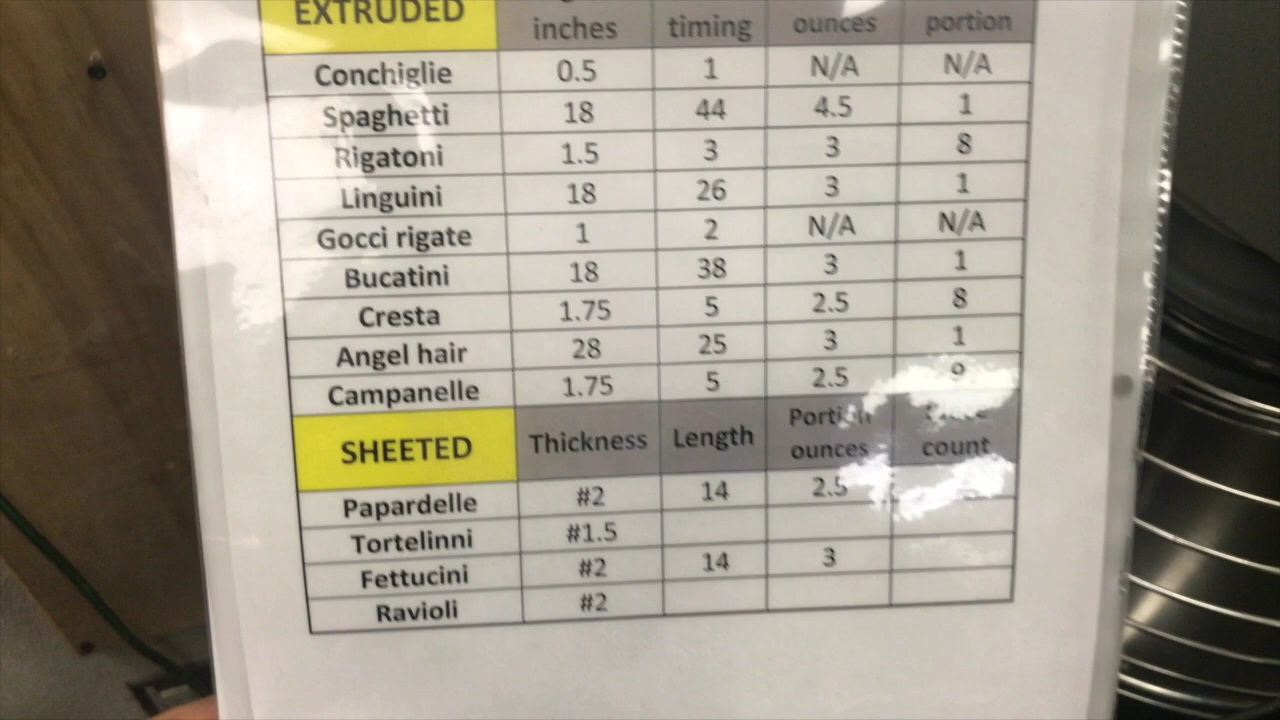 EXTRUDED inches timing ounces portion
Conchiglie 0.5 1 N/A N/A
Spaghetti 18 44 4.5 1
Rigatoni 1.5 3 3 8
Linguini 18 26 3 1
Gocci rigate 1 2 N/A N/A
Bucatini 18 38 3 1
Cresta 1.75 5 2.5 8
Angel hair 28 25 3 1
Campanelle 1.75 5 2.5
SHEETED Thickness Length Portion ounces count
Papardelle #2 14 2.5
Tortelinni #1.5
Fettucini #2 14 3
Ravioli #2